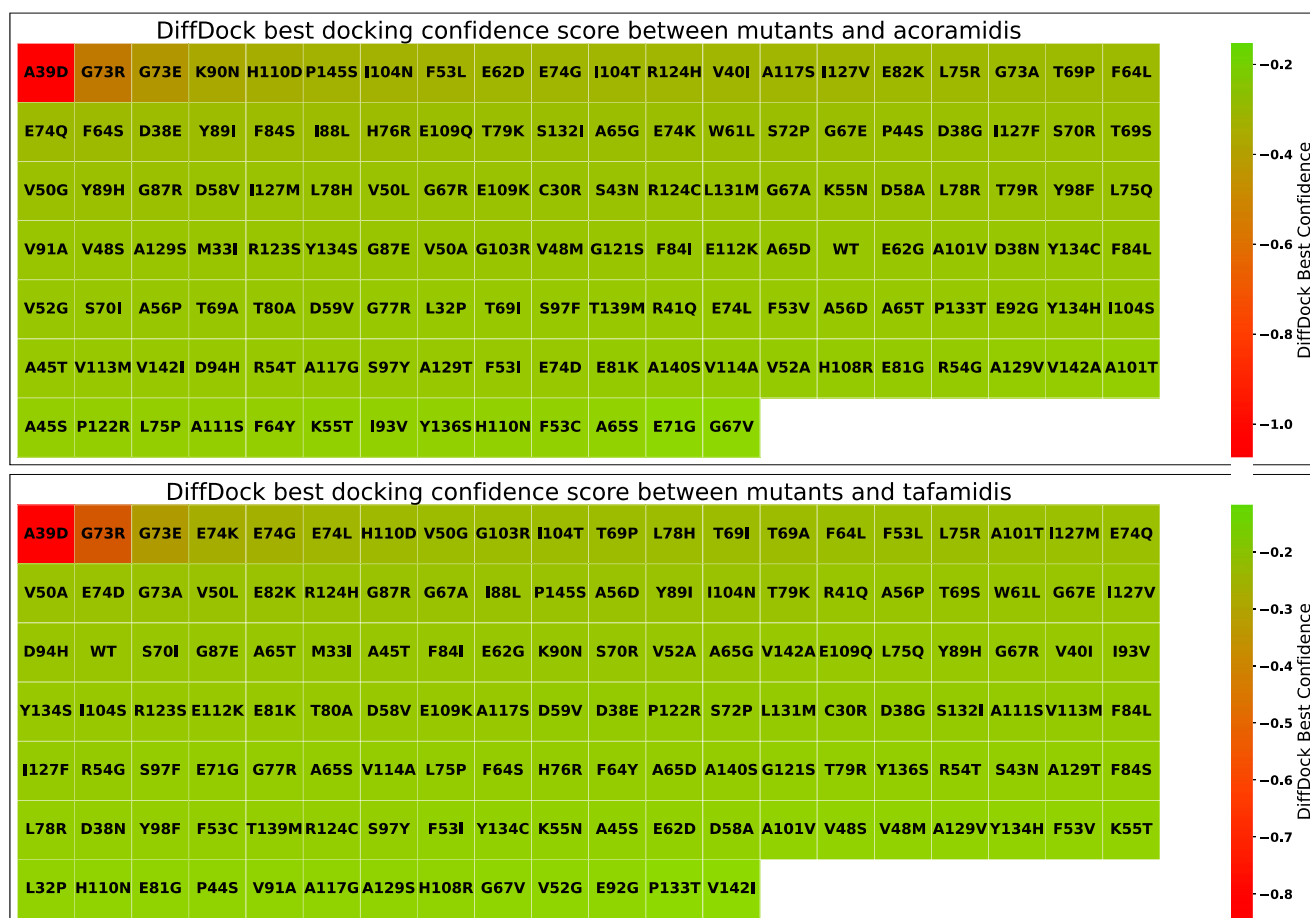 DiffDock best docking confidence score between mutants and acoramidis
A39D G73R G73E K90N H110D P145S I104N F53L E62D E74G I104T R124H V40I A117S I127V E82K L75R G73A T69P F64L
E74Q F64S D38E Y89I F84S I88L H76R E109Q T79K S132I A65G E74K W61L S72P G67E P44S D38G I127F S70R T69S
V50G Y89H G87R D58V I127M L78H V50L G67R E109K C30R S43N R124C L131M G67A K55N D58A L78R T79R Y98F L75Q
V91A V48S A129S M33I R123S Y134S G87E V50A G103R V48M G121S F84I E112K A65D WT E62G A101V D38N Y134C F84L
V52G S70I A56P T69A T80A D59V G77R L32P T69I S97F T139M R41Q E74L F53V A56D A65T P133T E92G Y134H I104S
A45T V113M V142I D94H R54T A117G S97Y A129T F53I E74D E81K A140S V114A V52A H108R E81G R54G A129V V142A A101T
A45S P122R L75P A111S F64Y K55T I93V Y136S H110N F53C A65S E71G G67V
−0.2
−0.4
−0.6
−0.8
−1.0
DiffDock Best Confidence
DiffDock best docking confidence score between mutants and tafamidis
A39D G73R G73E E74K E74G E74L H110D V50G G103R I104T T69P L78H T69I T69A F64L F53L L75R A101T I127M E74Q
V50A E74D G73A V50L E82K R124H G87R G67A I88L P145S A56D Y89I I104N T79K R41Q A56P T69S W61L G67E I127V
D94H WT S70I G87E A65T M33I A45T F84I E62G K90N S70R V52A A65G V142A E109Q L75Q Y89H G67R V40I I93V
Y134S I104S R123S E112K E81K T80A D58V E109K A117S D59V D38E P122R S72P L131M C30R D38G S132I A111S V113M F84L
I127F R54G S97F E71G G77R A65S V114A L75P F64S H76R F64Y A65D A140S G121S T79R Y136S R54T S43N A129T F84S
L78R D38N Y98F F53C T139M R124C S97Y F53I Y134C K55N A45S E62D D58A A101V V48S V48M A129V Y134H F53V K55T
L32P H110N E81G P44S V91A A117G A129S H108R G67V V52G E92G P133T V142I
−0.2
−0.3
−0.4
−0.5
−0.6
−0.7
−0.8
DiffDock Best Confidence